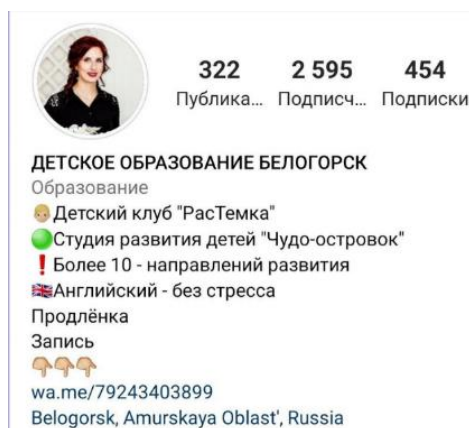 322 2 595 454
Публика... Подписч... Подписки
ДЕТСКОЕ ОБРАЗОВАНИЕ БЕЛОГОРСК
Образование
👶🏼Детский клуб "РасТемка"
🟢Студия развития детей "Чудо-островок"
❗Более 10 - направлений развития
🇬🇧Английский - без стресса
Продлёнка
Запись
👇🏼👇🏼👇🏼
wa.me/79243403899
Belogorsk, Amurskaya Oblast', Russia